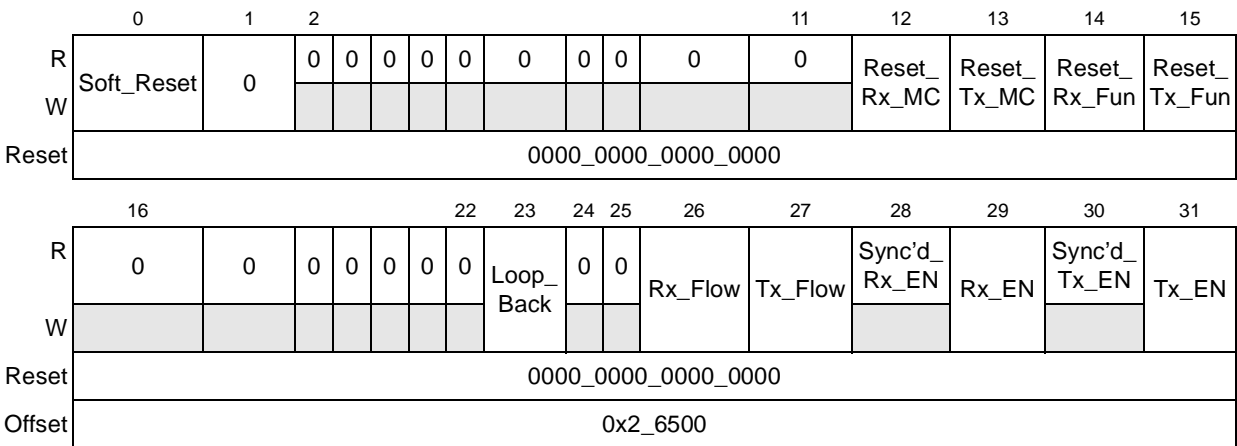 0 1 2 11 12 13 14 15
R Soft_Reset 0 0 0 0 0 0 0 0 0 0 0 Reset_ Reset_ Reset_ Reset_
W Rx_MC Tx_MC Rx_Fun Tx_Fun
Reset 0000_0000_0000_0000
16 22 23 24 25 26 27 28 29 30 31
R 0 0 0 0 0 0 0 Loop_ 0 0 Rx_Flow Tx_Flow Sync’d_ Rx_EN Sync’d_ Tx_EN
W Back Rx_EN Tx_EN
Reset 0000_0000_0000_0000
Offset 0x2_6500